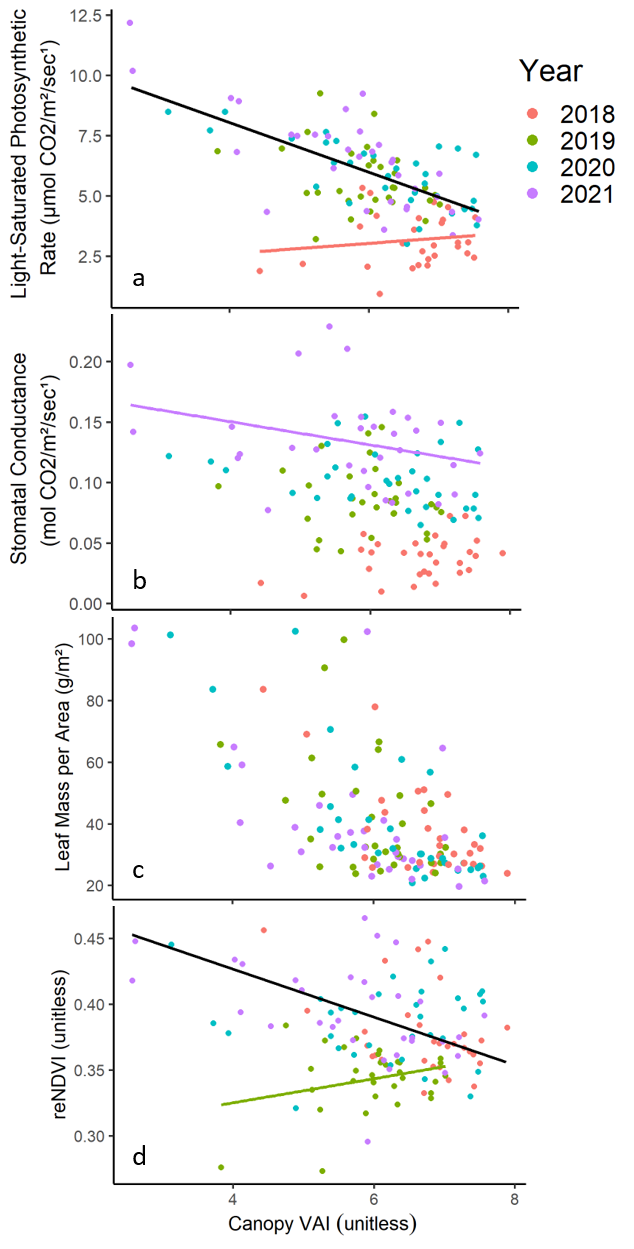 Light-Saturated Photosynthetic
Rate (µmol CO2/m²/sec¹)
12.5
10.0
7.5
5.0
2.5
a
Year
2018
2019
2020
2021
Stomatal Conductance
(mol CO2/m²/sec¹)
0.20
0.15
0.10
0.05
0.00
b
Leaf Mass per Area (g/m²)
100
80
60
40
20
c
reNDVI (unitless)
0.45
0.40
0.35
0.30
d
4 6 8
Canopy VAI (unitless)